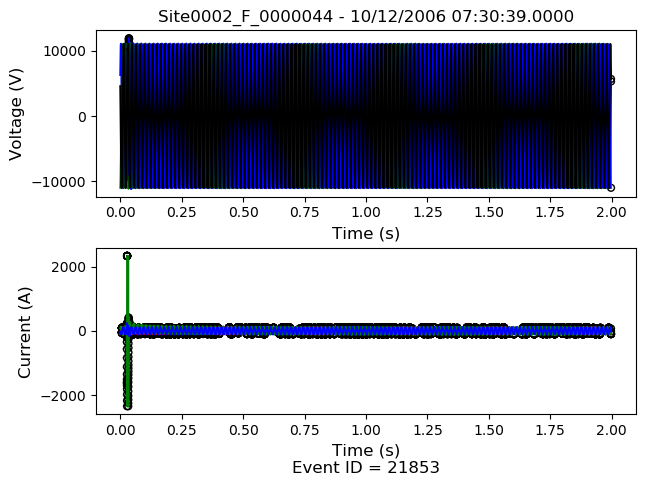 Site0002_F_0000044 - 10/12/2006 07:30:39.0000
Voltage (V)
10000
0
−10000
0.00 0.25 0.50 0.75 1.00 1.25 1.50 1.75 2.00
Time (s)
Current (A)
2000
0
−2000
0.00 0.25 0.50 0.75 1.00 1.25 1.50 1.75 2.00
Time (s)
Event ID = 21853